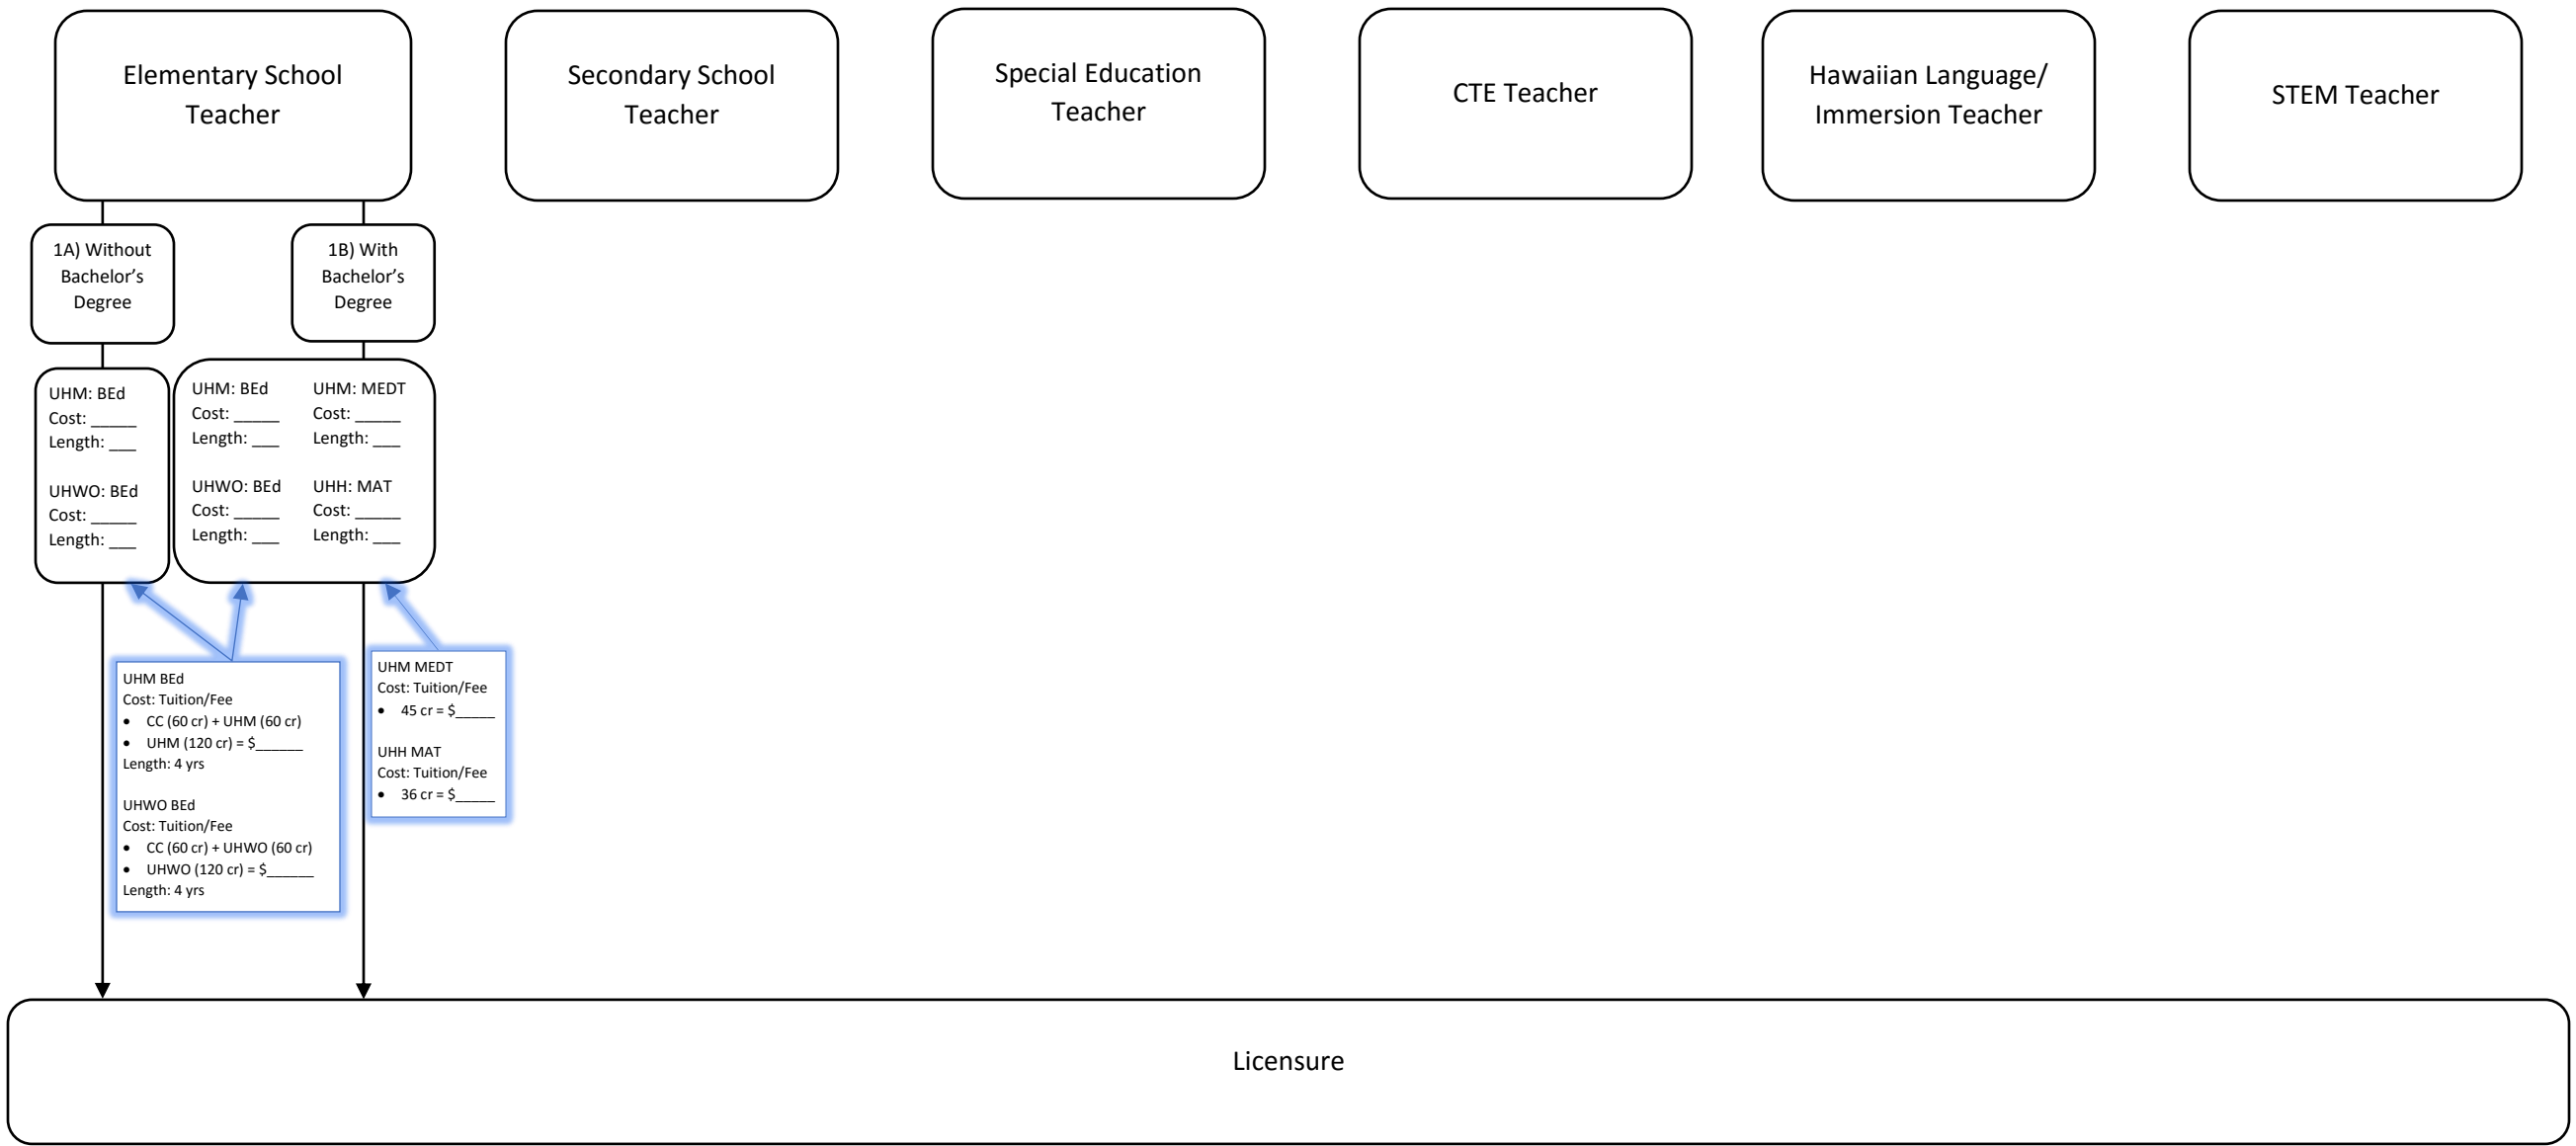 Elementary School
Teacher
Secondary School
Teacher
Special Education
Teacher
CTE Teacher
Hawaiian Language/
Immersion Teacher
STEM Teacher
1A) Without
Bachelor’s
Degree
1B) With
Bachelor’s
Degree
UHM: BEd
Cost: _____
Length: ___
UHWO: BEd
Cost: _____
Length: ___
UHM: BEd
Cost: _____
Length: ___
UHWO: BEd
Cost: _____
Length: ___
UHM: MEDT
Cost: _____
Length: ___
UHH: MAT
Cost: _____
Length: ___
UHM BEd
Cost: Tuition/Fee
• CC (60 cr) + UHM (60 cr)
• UHM (120 cr) = $______
Length: 4 yrs
UHWO BEd
Cost: Tuition/Fee
• CC (60 cr) + UHWO (60 cr)
• UHWO (120 cr) = $______
Length: 4 yrs
UHM MEDT
Cost: Tuition/Fee
• 45 cr = $_____
UHH MAT
Cost: Tuition/Fee
• 36 cr = $_____
Licensure